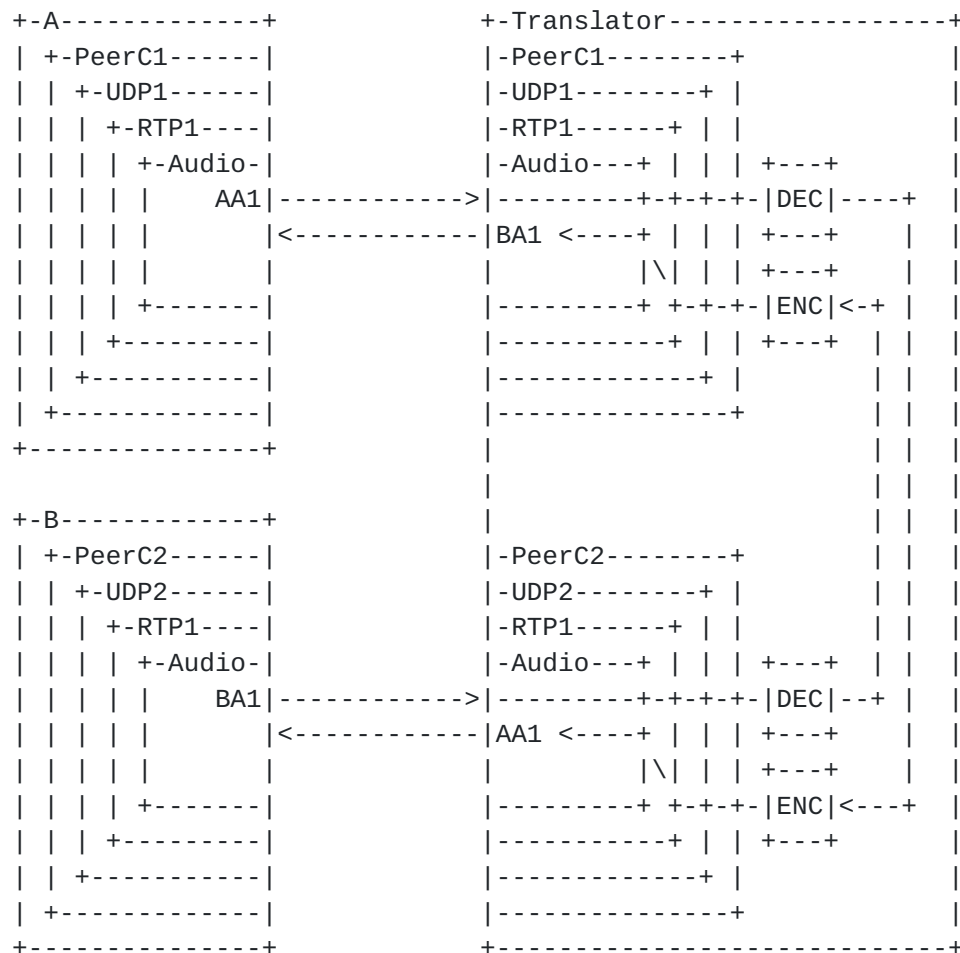 +-A-------------+             +-Translator------------------+
|  +-PeerC1------|             |-PeerC1--------+             |
|  | +-UDP1------|             |-UDP1--------+ |             |
|  | | +-RTP1----|             |-RTP1------+ | |             |
|  | | | +-Audio-|             |-Audio---+ | | | +---+       |
|  | | | |    AA1|------------>|---------+-+-+-+-|DEC|----+  |
|  | | | |       |<------------|BA1 <----+ | | | +---+    |  |
|  | | | |       |             |         |\| | | +---+    |  |
|  | | | +-------|             |---------+ +-+-+-|ENC|<-+ |  |
|  | | +---------|             |-----------+ | | +---+  | |  |
|  | +-----------|             |-------------+ |        | |  |
|  +-------------|             |---------------+        | |  |
+---------------+             |                        | |  |
                              |                        | |  |
+-B-------------+             |                        | |  |
|  +-PeerC2------|             |-PeerC2--------+        | |  |
|  | +-UDP2------|             |-UDP2--------+ |        | |  |
|  | | +-RTP1----|             |-RTP1------+ | |        | |  |
|  | | | +-Audio-|             |-Audio---+ | | | +---+  | |  |
|  | | | |    BA1|------------>|---------+-+-+-+-|DEC|--+ |  |
|  | | | |       |<------------|AA1 <----+ | | | +---+    |  |
|  | | | |       |             |         |\| | | +---+    |  |
|  | | | +-------|             |---------+ +-+-+-|ENC|<---+  |
|  | | +---------|             |-----------+ | | +---+       |
|  | +-----------|             |-------------+ |             |
|  +-------------|             |---------------+             |
+---------------+             +-----------------------------+